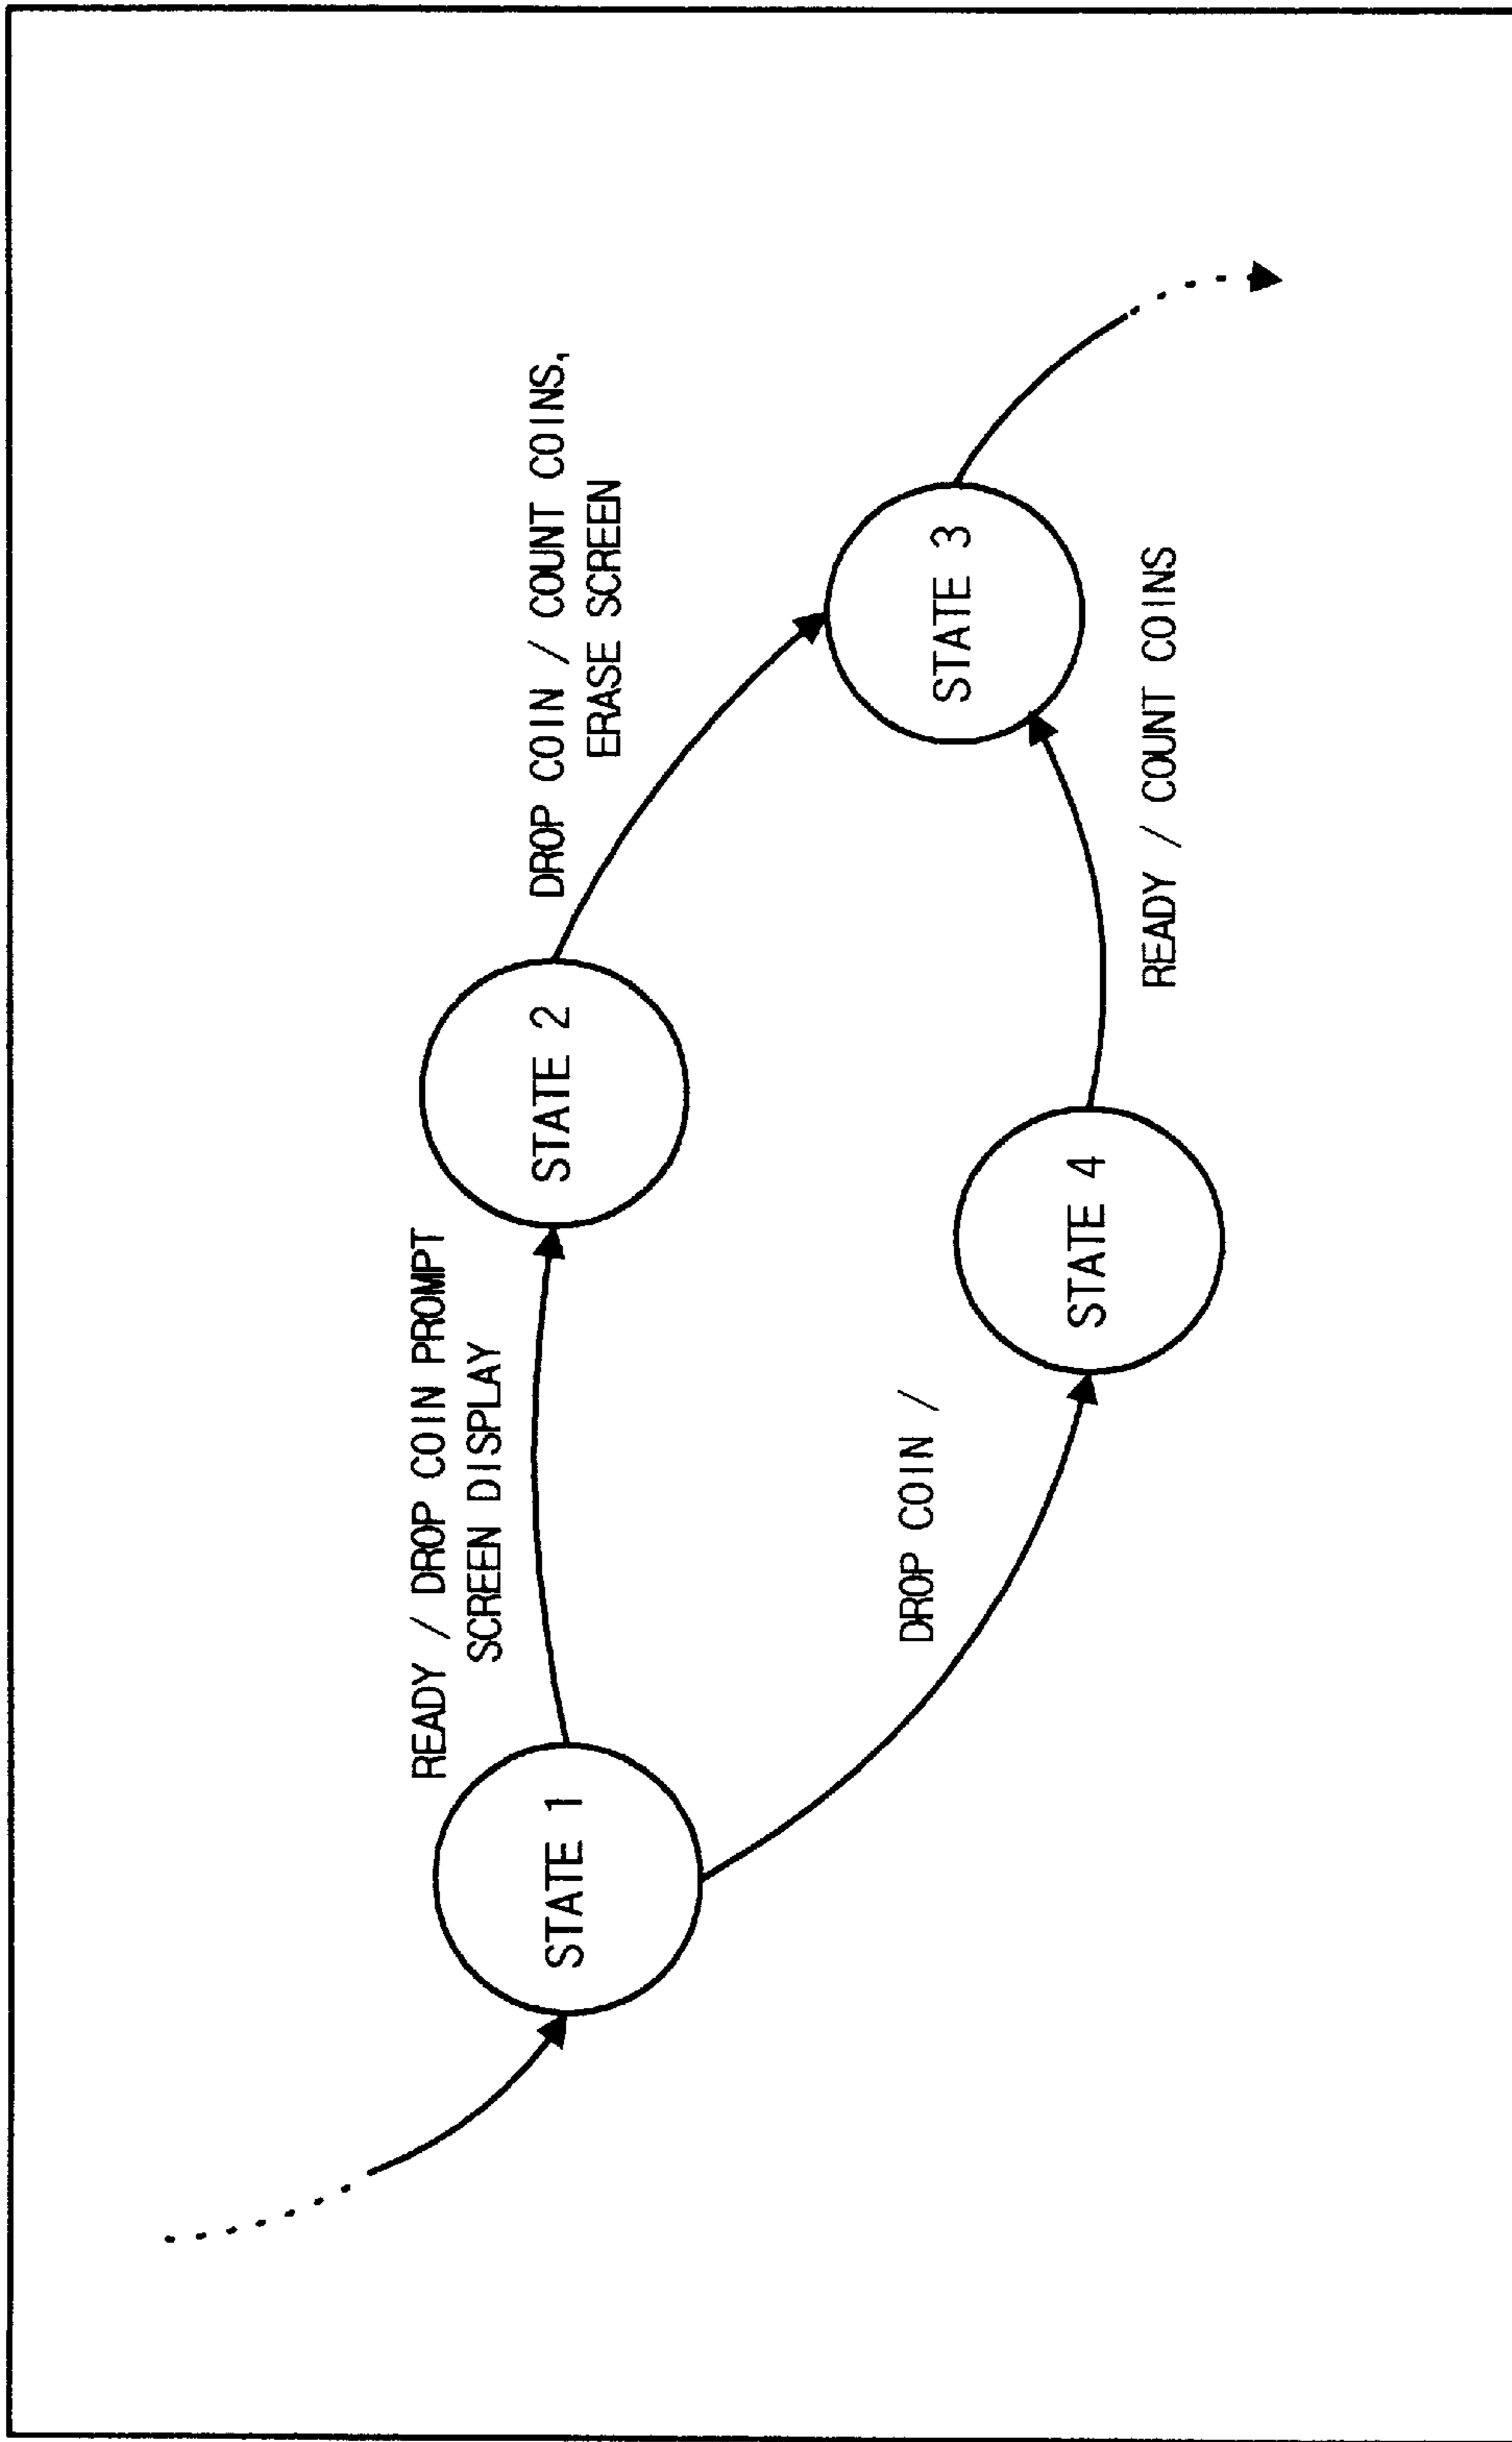 READY / DROP COIN PROMPT
SCREEN DISPLAY
DROP COIN / COUNT COINS,
ERASE SCREEN
STATE 1
STATE 2
DROP COIN /
STATE 3
STATE 4
READY / COUNT COINS